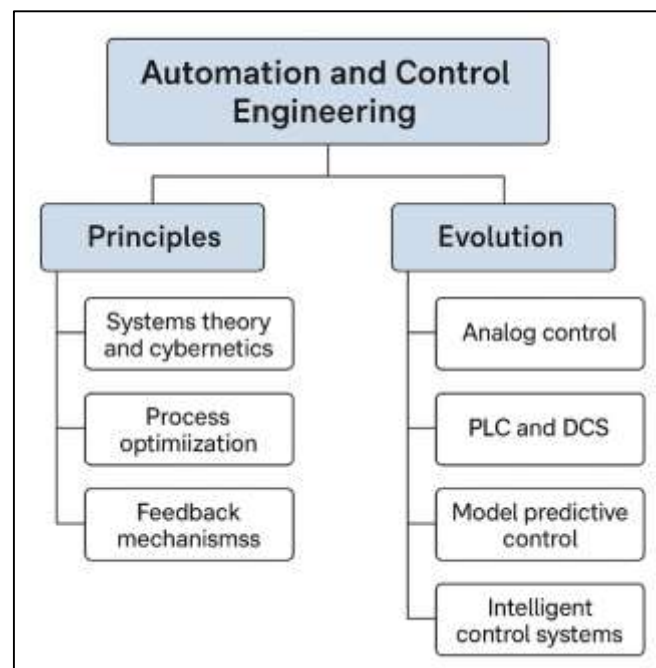 Automation and Control
Engineering
Principles
Evolution
Systems theory
and cybernetics
Process
optimiization
Feedback
mechanismss
Analog control
PLC and DCS
Model predictive
control
Intelligent
control systems